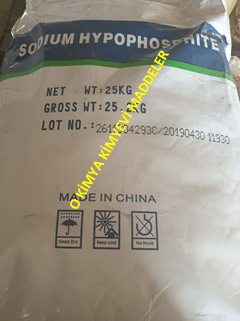 SODIUM HYPOPHOSPHITE
NET WT:25KG
GROSS WT:25.2KG
LOT NO.:
MADE IN CHINA
Keep Dry Keep cool No Hook
O KİMYA KİMYEVİ MADDELER